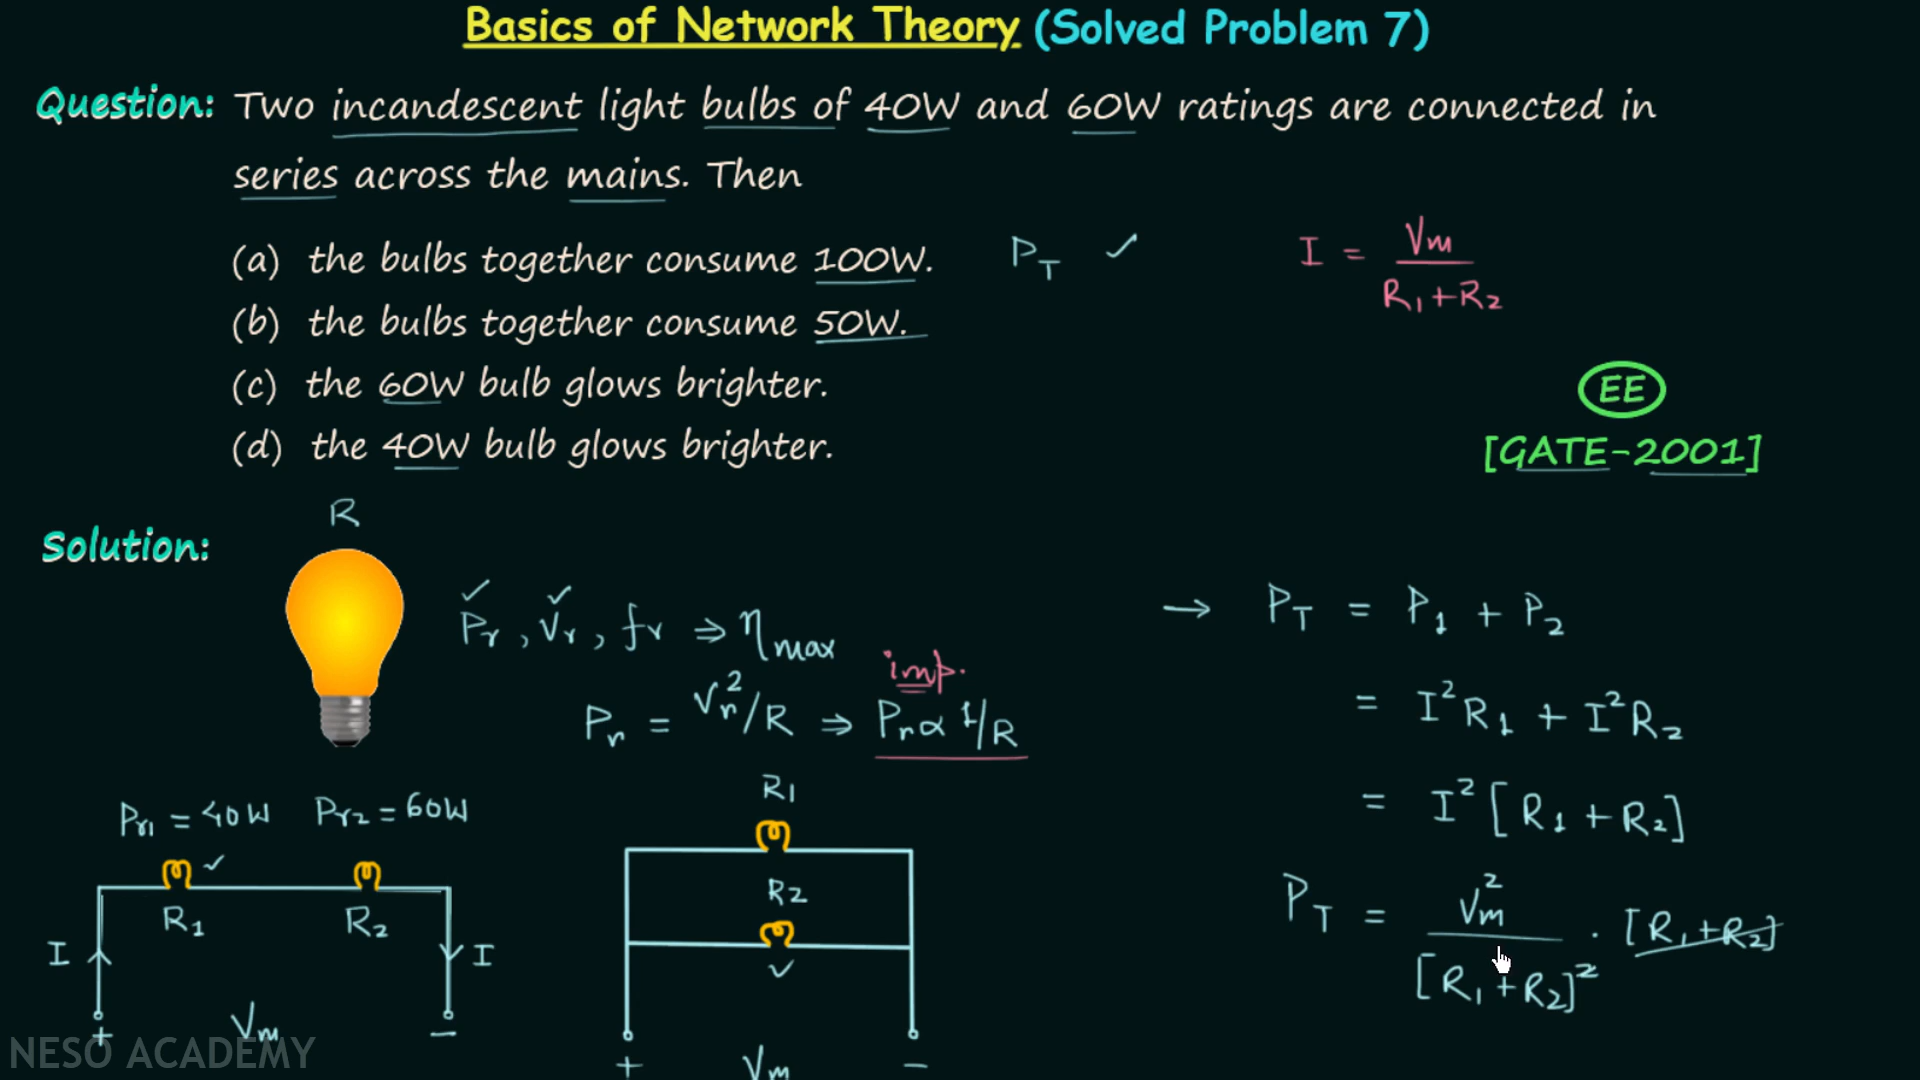 Basics of Network Theory (Solved Problem 7)
Question: Two incandescent light bulbs of 40W and 60W ratings are connected in
series across the mains. Then
(a) the bulbs together consume 100W.
(b) the bulbs together consume 50W.
(c) the 60W bulb glows brighter.
(d) the 40W bulb glows brighter.
P_T ✓
I = Vm / R₁+R₂
EE
[GATE-2001]
Solution:
R
Pr, Vr, fr ⇒ ηmax
Pr = Vr²/R ⇒ Pr ∝ 1/R
imp.
Pr1 = 40W Pr2 = 60W
R₁ ✓ R₂
I I
+ Vm −
R1
R2
✓
+ Vm −
→ P_T = P₁ + P₂
= I²R₁ + I²R₂
= I² [R₁ + R₂]
P_T = Vm² / [R₁+R₂]² · [R₁+R₂]
NESO ACADEMY